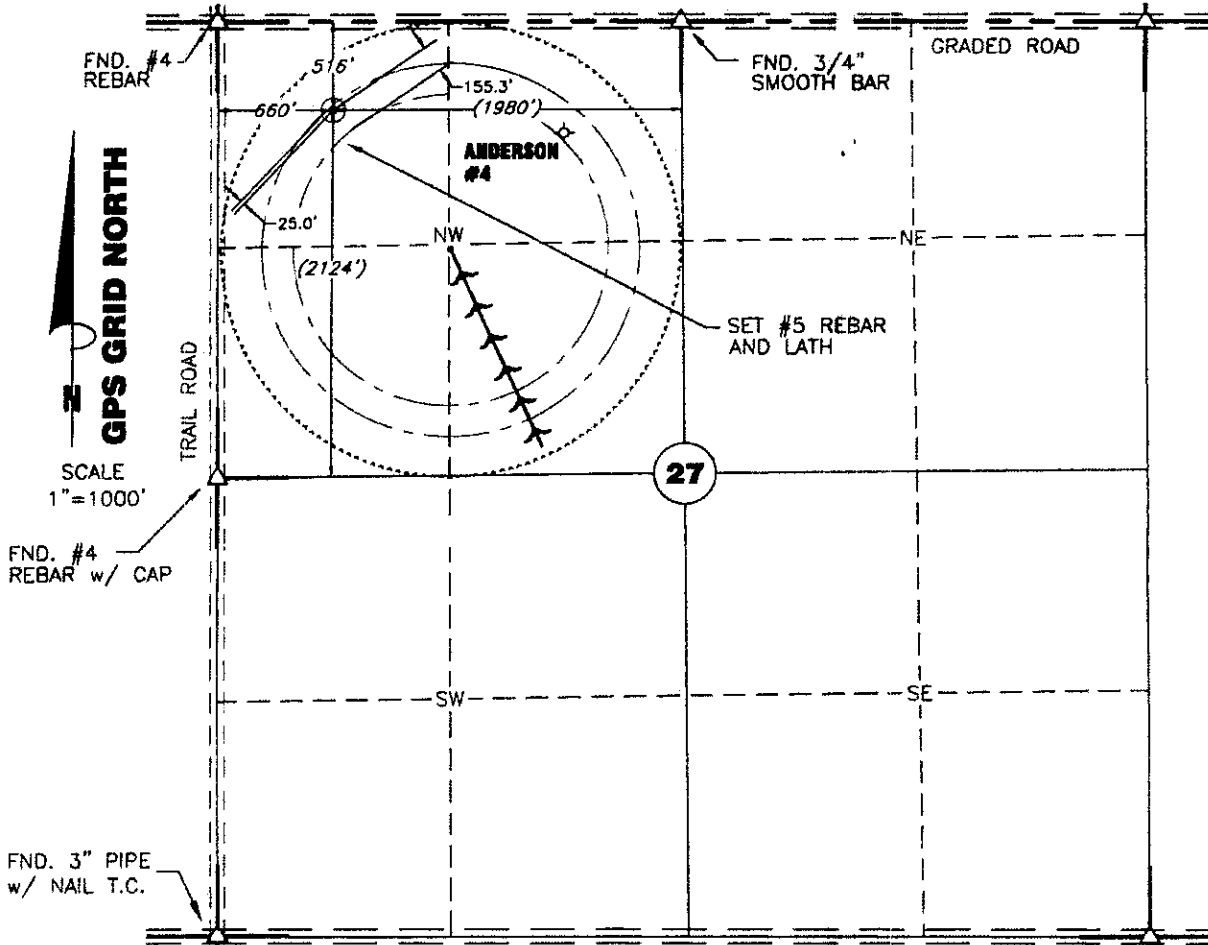 FND. #4
REBAR
516'
660'
155.3'
(1980')
GRADED ROAD
FND. 3/4"
SMOOTH BAR
ANDERSON
#4
25.0'
NW
NE
(2124')
GPS GRID NORTH
N
TRAIL ROAD
SET #5 REBAR
AND LATH
SCALE
1"=1000'
27
FND. #4
REBAR w/ CAP
SW
SE
FND. 3" PIPE
w/ NAIL T.C.